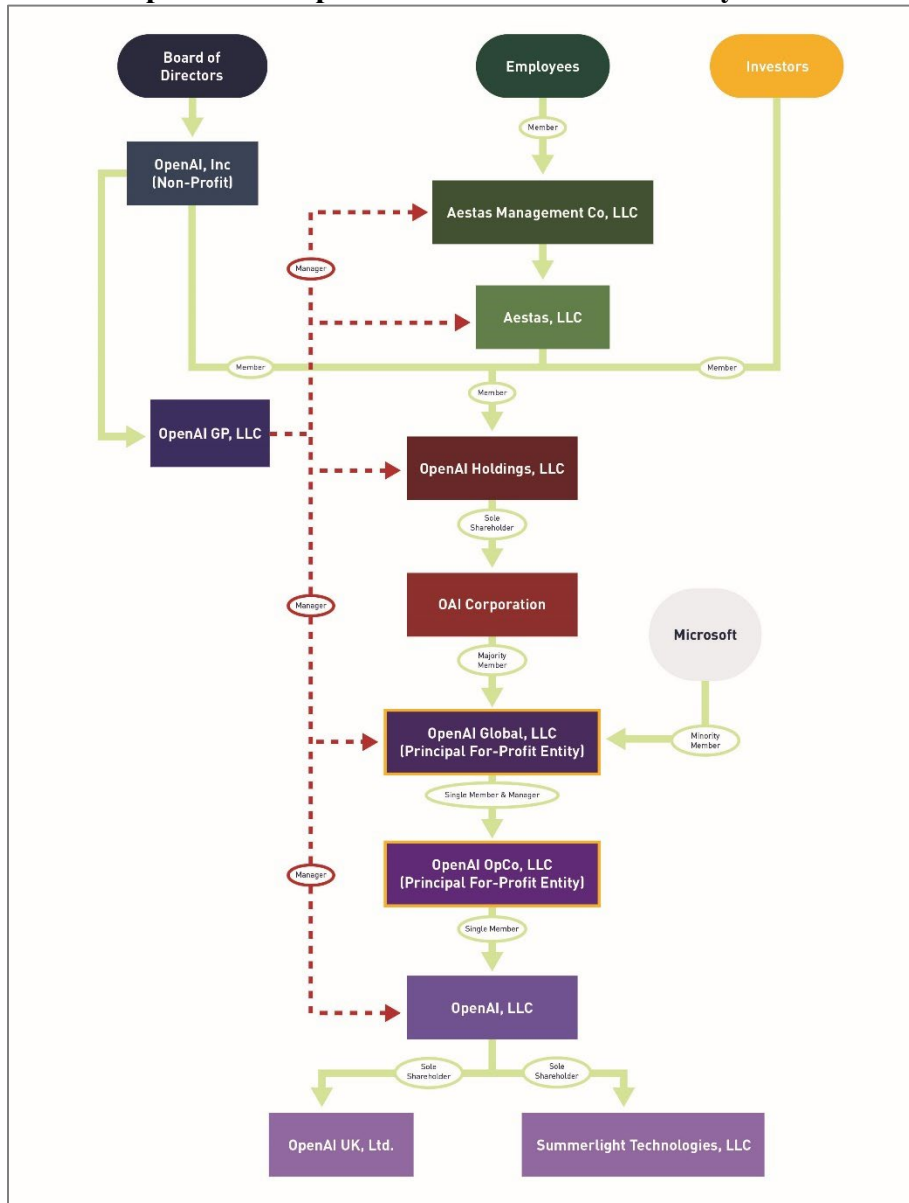 Board of
Directors
Employees
Investors
Member
OpenAI, Inc
(Non-Profit)
Aestas Management Co, LLC
Manager
Aestas, LLC
Member
Member
Member
OpenAI GP, LLC
OpenAI Holdings, LLC
Sole
Shareholder
OAI Corporation
Manager
Microsoft
Majority
Member
OpenAI Global, LLC
(Principal For-Profit Entity)
Minority
Member
Single Member & Manager
OpenAI OpCo, LLC
(Principal For-Profit Entity)
Manager
Single Member
OpenAI, LLC
Sole
Shareholder
Sole
Shareholder
OpenAI UK, Ltd.
Summerlight Technologies, LLC